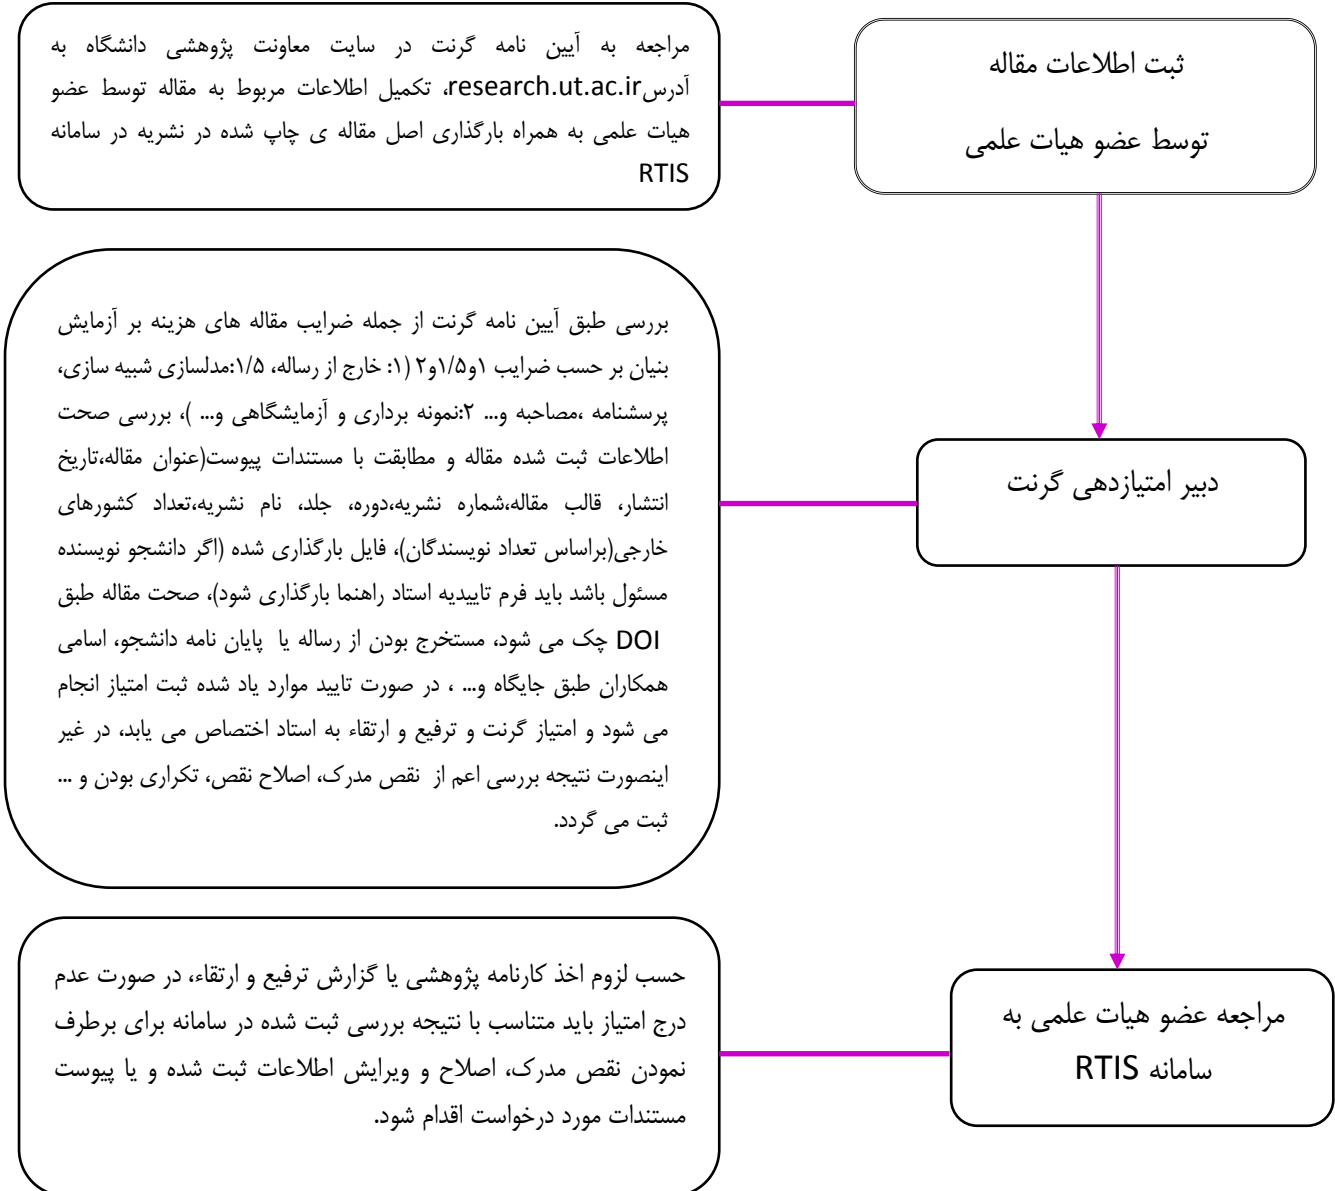 ثبت اطلاعات مقاله
توسط عضو هیات علمی
مراجعه به آیین نامه گرنت در سایت معاونت پژوهشی دانشگاه به
آدرسresearch.ut.ac.ir، تکمیل اطلاعات مربوط به مقاله توسط عضو
هیات علمی به همراه بارگذاری اصل مقاله ی چاپ شده در نشریه در سامانه
RTIS
دبیر امتیازدهی گرنت
بررسی طبق آیین نامه گرنت از جمله ضرایب مقاله های هزینه بر آزمایش
بنیان بر حسب ضرایب ۱و۱/۵و۲ (۱: خارج از رساله، ۱/۵:مدلسازی شبیه سازی،
پرسشنامه ،مصاحبه و... ۲:نمونه برداری و آزمایشگاهی و... )، بررسی صحت
اطلاعات ثبت شده مقاله و مطابقت با مستندات پیوست(عنوان مقاله،تاریخ
انتشار، قالب مقاله،شماره نشریه،دوره، جلد، نام نشریه،تعداد کشورهای
خارجی(براساس تعداد نویسندگان)، فایل بارگذاری شده (اگر دانشجو نویسنده
مسئول باشد باید فرم تاییدیه استاد راهنما بارگذاری شود)، صحت مقاله طبق
DOI چک می شود، مستخرج بودن از رساله یا پایان نامه دانشجو، اسامی
همکاران طبق جایگاه و... ، در صورت تایید موارد یاد شده ثبت امتیاز انجام
می شود و امتیاز گرنت و ترفیع و ارتقاء به استاد اختصاص می یابد، در غیر
اینصورت نتیجه بررسی اعم از نقص مدرک، اصلاح نقص، تکراری بودن و ...
ثبت می گردد.
مراجعه عضو هیات علمی به
سامانه RTIS
حسب لزوم اخذ کارنامه پژوهشی یا گزارش ترفیع و ارتقاء، در صورت عدم
درج امتیاز باید متناسب با نتیجه بررسی ثبت شده در سامانه برای برطرف
نمودن نقص مدرک، اصلاح و ویرایش اطلاعات ثبت شده و یا پیوست
مستندات مورد درخواست اقدام شود.